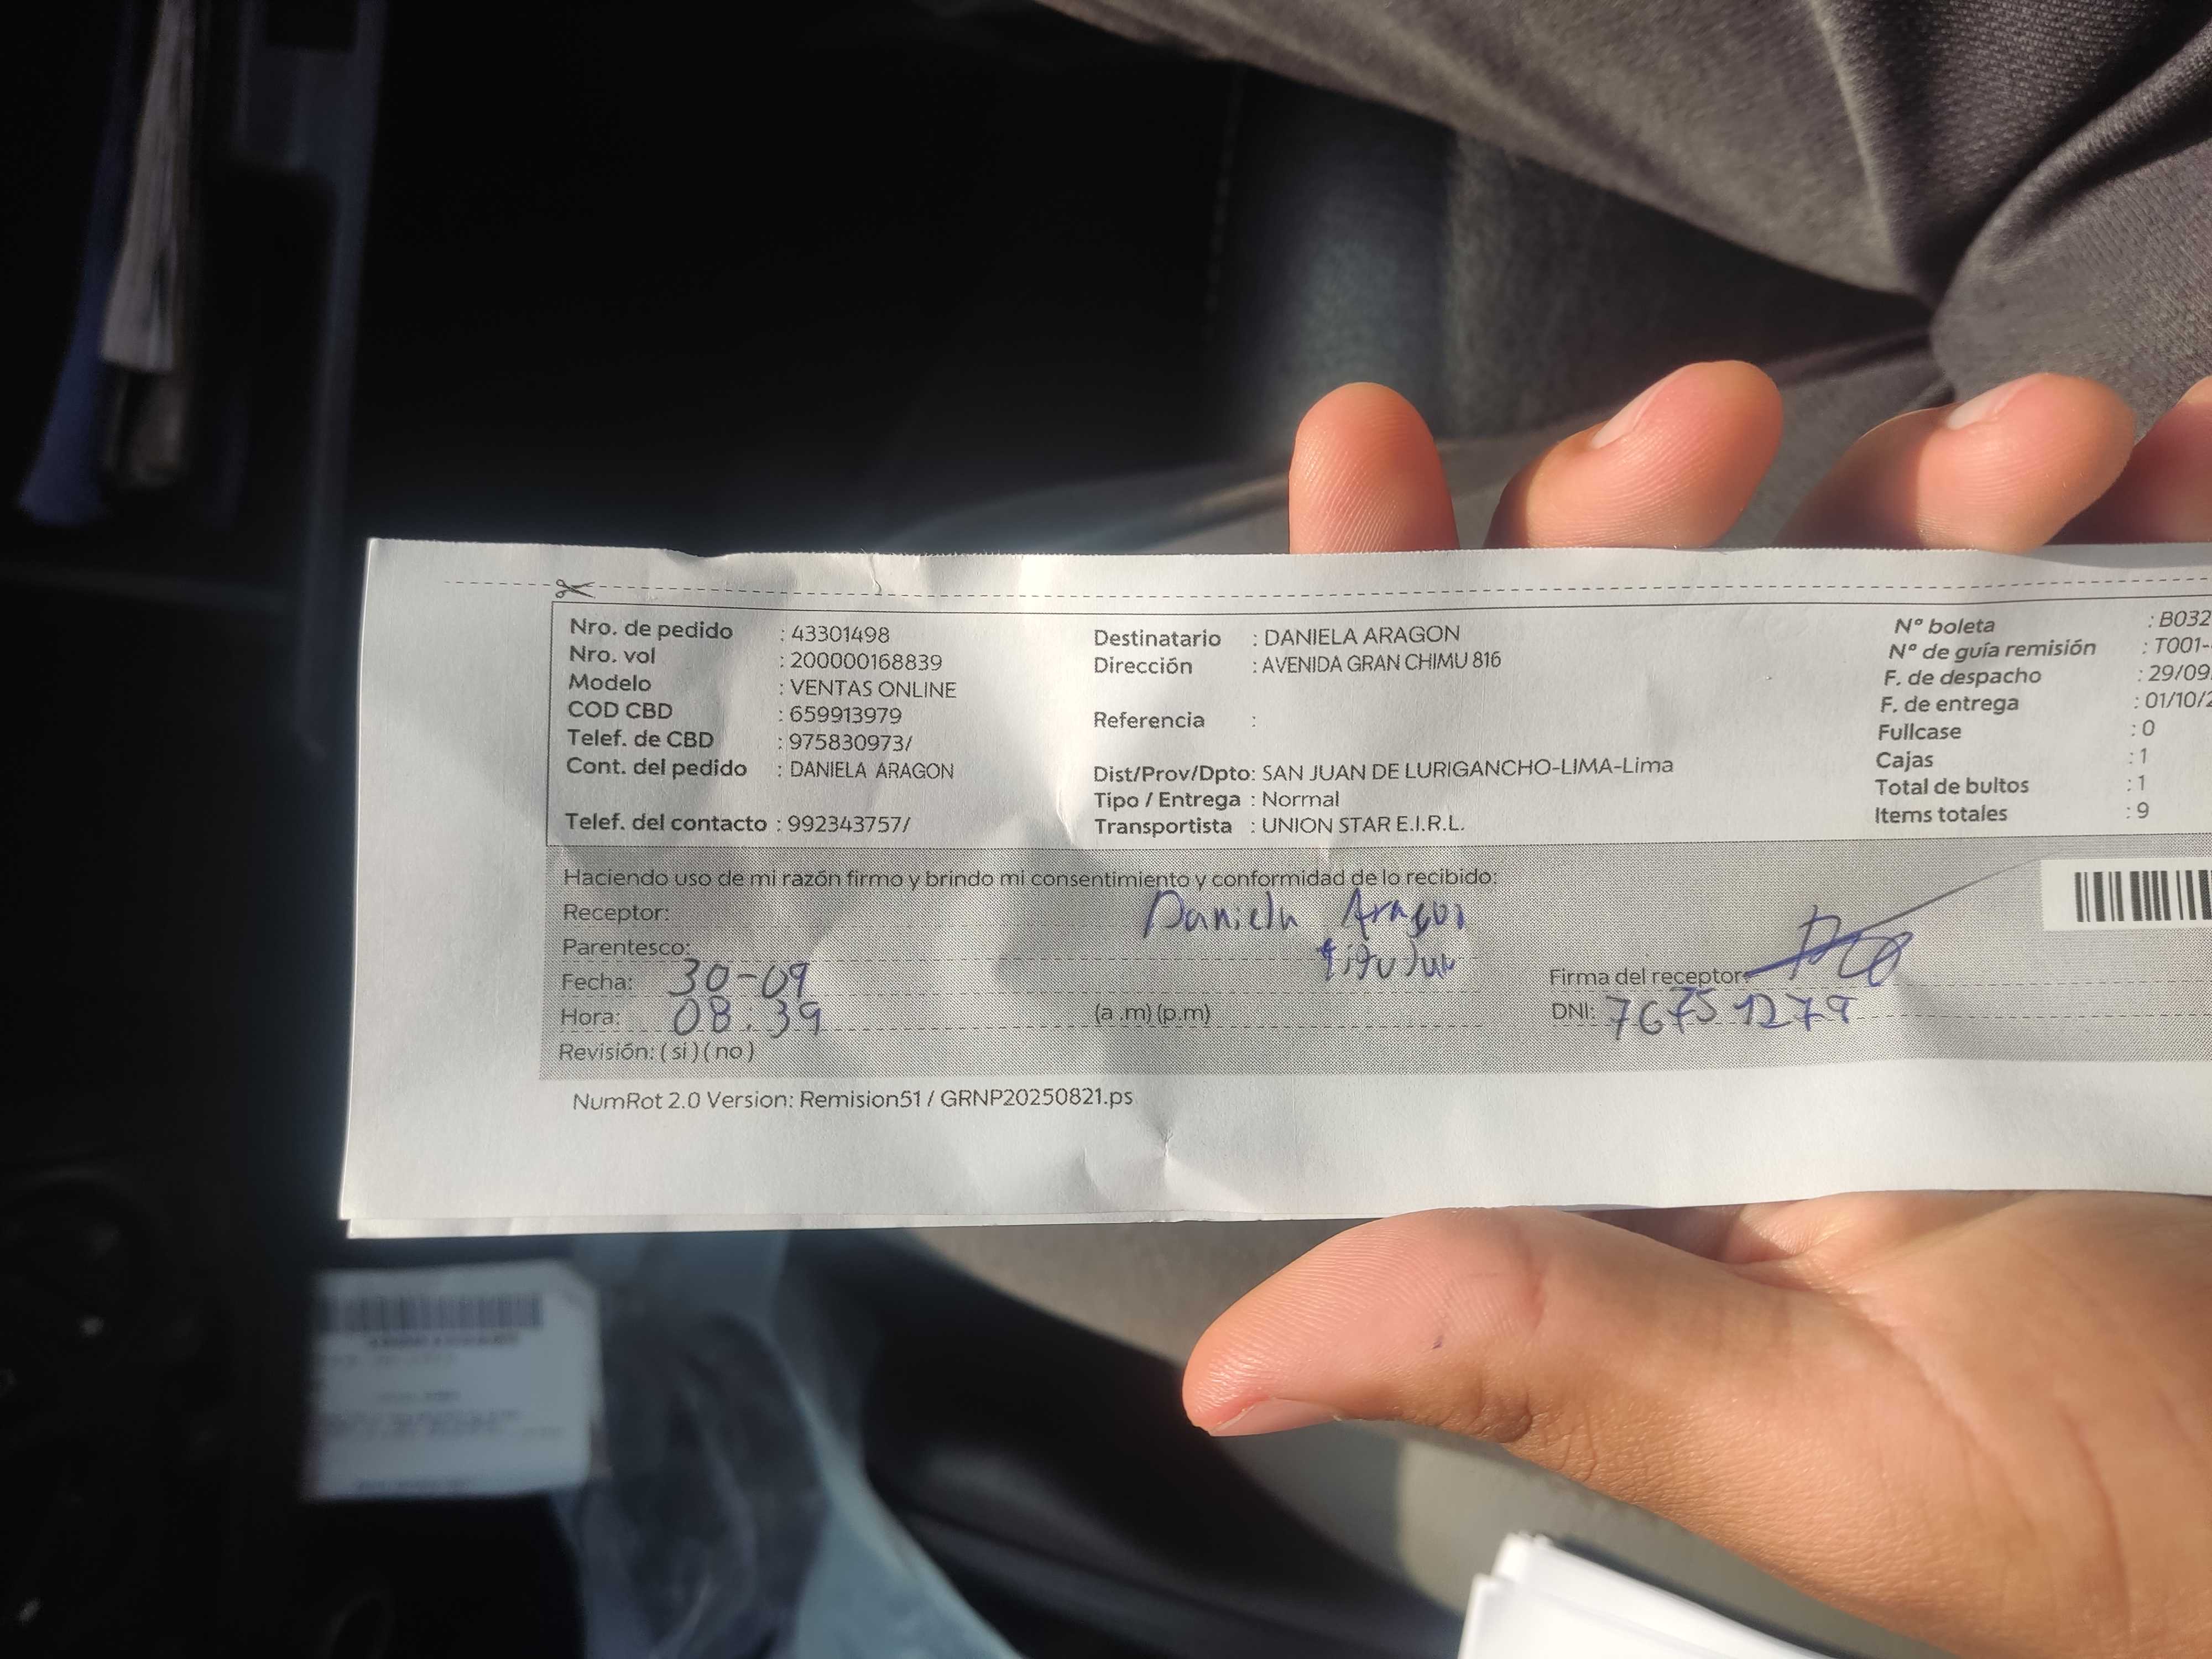 Nro. de pedido : 43301498
Nro. vol : 200000168839
Modelo : VENTAS ONLINE
COD CBD : 659913979
Telef. de CBD : 975830973/
Cont. del pedido : DANIELA ARAGON
Telef. del contacto : 992343757/
Destinatario : DANIELA ARAGON
Dirección : AVENIDA GRAN CHIMU 816
Referencia :
Dist/Prov/Dpto: SAN JUAN DE LURIGANCHO-LIMA-Lima
Tipo / Entrega : Normal
Transportista : UNION STAR E.I.R.L.
N° boleta : B032
N° de guía remisión : T001-
F. de despacho : 29/09
F. de entrega : 01/10/2
Fullcase : 0
Cajas : 1
Total de bultos : 1
Items totales : 9
Haciendo uso de mi razón firmo y brindo mi consentimiento y conformidad de lo recibido:
Receptor: Daniela Aragon
Parentesco: titular
Fecha: 30-09
Hora: 08:39 (a .m) (p.m)
Revisión: ( si ) ( no )
Firma del receptor:
DNI: 76751279
NumRot 2.0 Version: Remision51 / GRNP20250821.ps